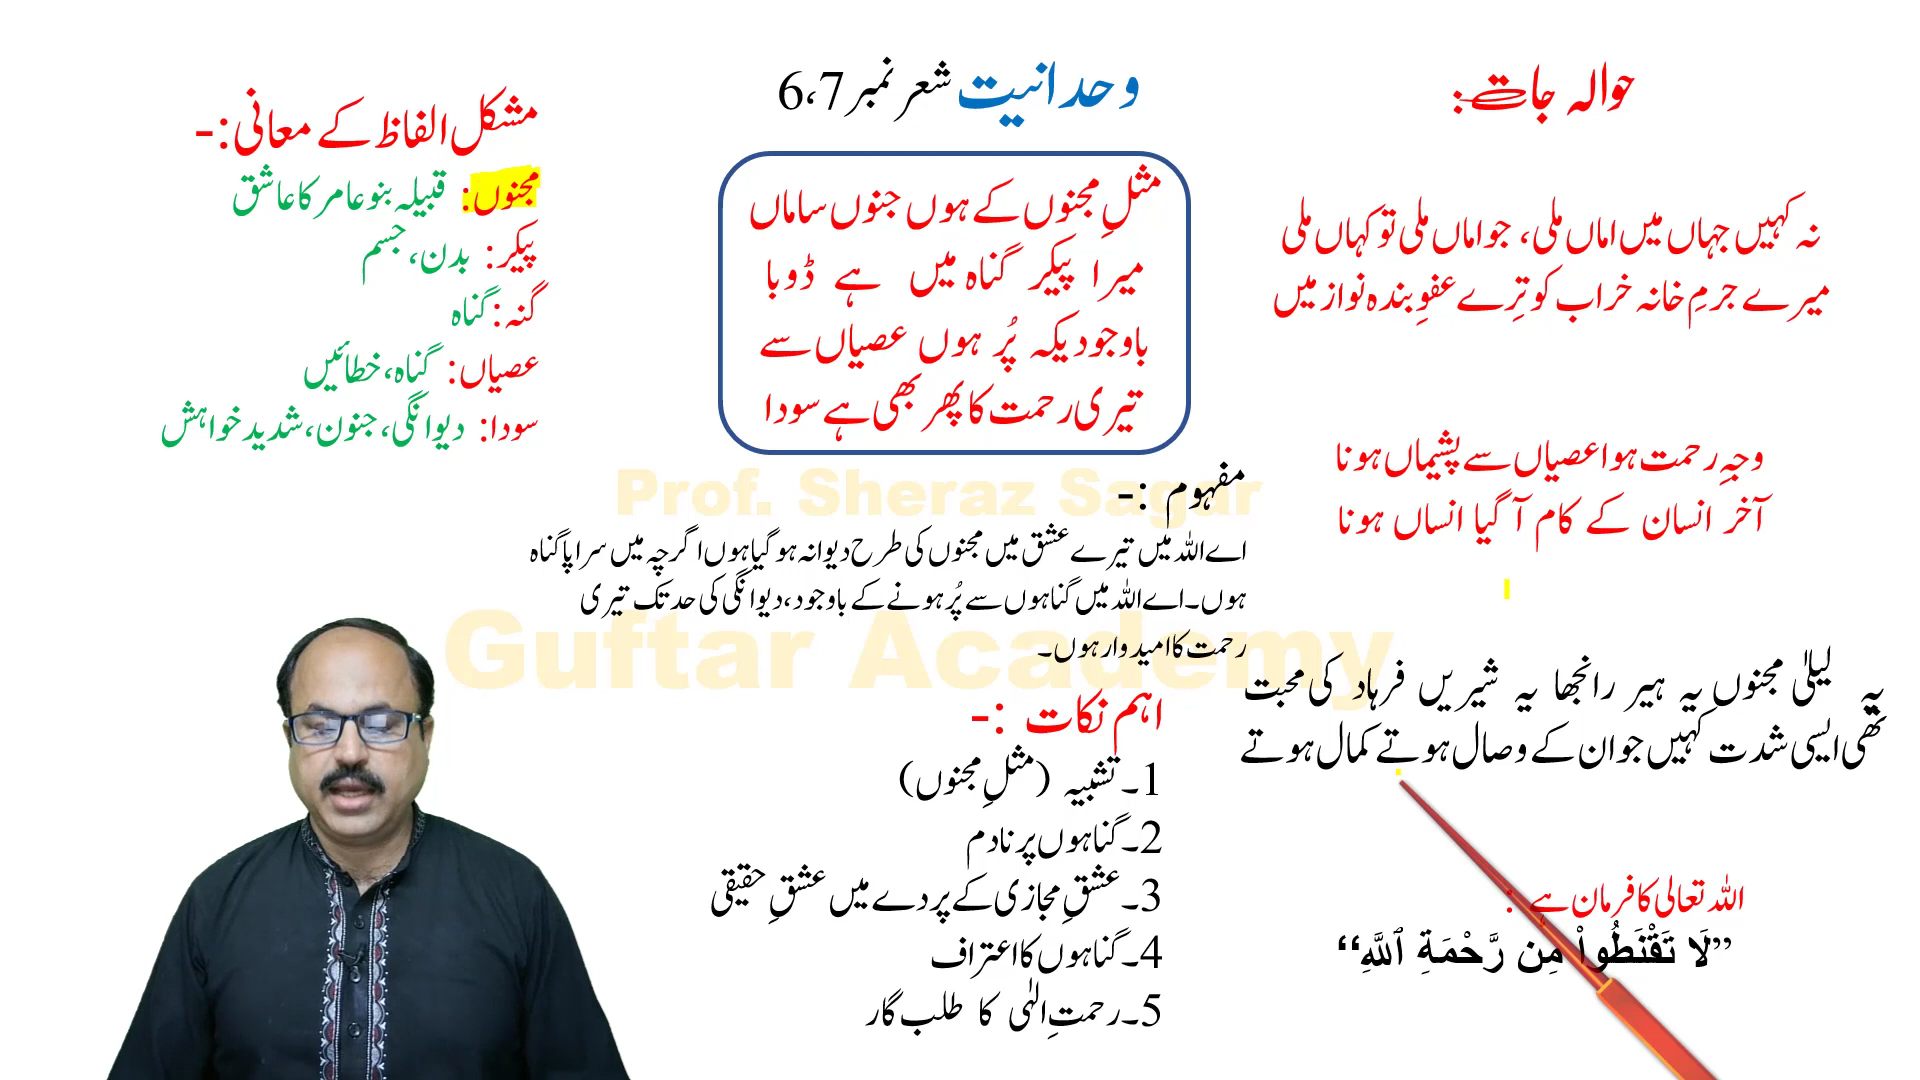 وحدانیت شعر نمبر 6،7
حوالہ جات:
نہ کہیں جہاں میں اماں ملی، جو اماں ملی تو کہاں ملی
میرے جرمِ خانہ خراب کو تِرے عفوِ بندہ نواز میں
وجہِ رحمت ہوا عصیاں سے پشیماں ہونا
آخر انسان کے کام آ گیا انساں ہونا
یہ لیلیٰ مجنوں یہ ہیر رانجھا یہ شیریں فرہاد کی محبت
تھی ایسی شدت کہیں جو ان کے وصال ہوتے کمال ہوتے
اللہ تعالی کا فرمان ہے :
”لَا تَقْنَطُوا۟ مِن رَّحْمَةِ ٱللَّهِ“
مثلِ مجنوں کے ہوں جنوں ساماں
میرا پیکر گناہ میں ہے ڈوبا
باوجودیکہ پُر ہوں عصیاں سے
تیری رحمت کا پھر بھی ہے سودا
مفہوم :-
اے اللہ میں تیرے عشق میں مجنوں کی طرح دیوانہ ہو گیا ہوں اگرچہ میں سراپا گناہ
ہوں۔ اے اللہ میں گناہوں سے پُر ہونے کے باوجود، دیوانگی کی حد تک تیری
رحمت کا امیدوار ہوں۔
اہم نکات :-
1۔ تشبیہ (مثلِ مجنوں)
2۔ گناہوں پر نادم
3۔ عشقِ مجازی کے پردے میں عشقِ حقیقی
4۔ گناہوں کا اعتراف
5۔ رحمتِ الٰہی کا طلب گار
مشکل الفاظ کے معانی :-
مجنوں: قبیلہ بنو عامر کا عاشق
پیکر: بدن، جسم
گنہ: گناہ
عصیاں: گناہ، خطائیں
سودا: دیوانگی، جنون، شدید خواہش
Prof. Sheraz Sagar
Guftar Academy